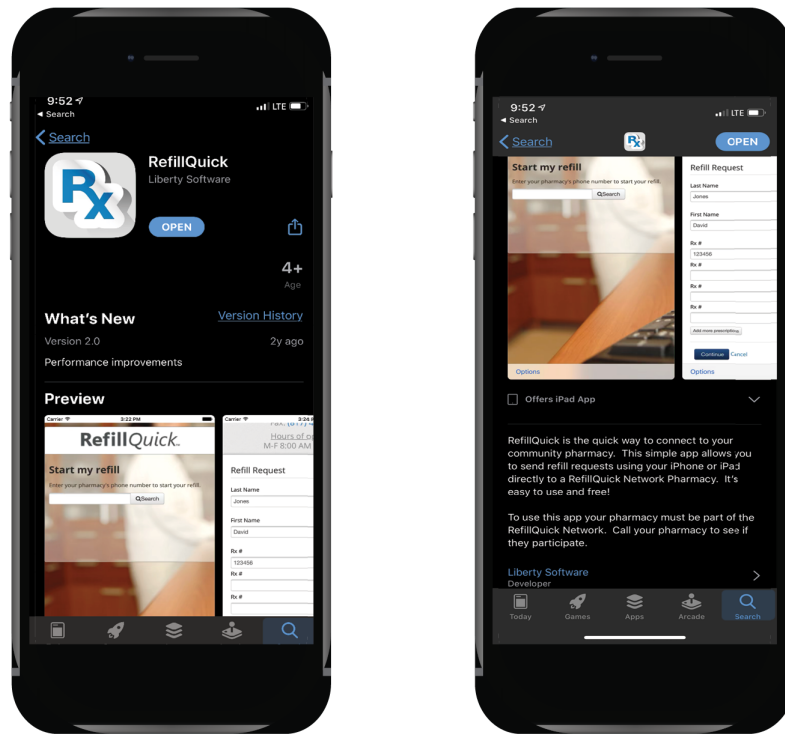 9:52
LTE
Search
Search
Rx
RefillQuick
Liberty Software
OPEN
4+
Age
What's New
Version History
Version 2.0
2y ago
Performance improvements
Preview
Carrier
3:22 PM
RefillQuick
Start my refill
Enter your pharmacy's phone number to start your refill.
Search
Carrier
Hours of op
M-F 8:00 AM
Refill Request
Last Name
Jones
First Name
David
Rx #
123456
Rx #
Rx #
9:52
LTE
Search
Search
Rx
OPEN
Start my refill
Enter your pharmacy's phone number to start your refill.
Search
Options
Refill Request
Last Name
Jones
First Name
David
Rx #
123456
Rx #
Rx #
Rx #
Add more prescriptions
Continue Cancel
Options
Offers iPad App
RefillQuick is the quick way to connect to your
community pharmacy. This simple app allows you
to send refill requests using your iPhone or iPad
directly to a RefillQuick Network Pharmacy. It's
easy to use and free!
To use this app your pharmacy must be part of the
RefillQuick Network. Call your pharmacy to see if
they participate.
Liberty Software
Developer
Today Games Apps Arcade Search